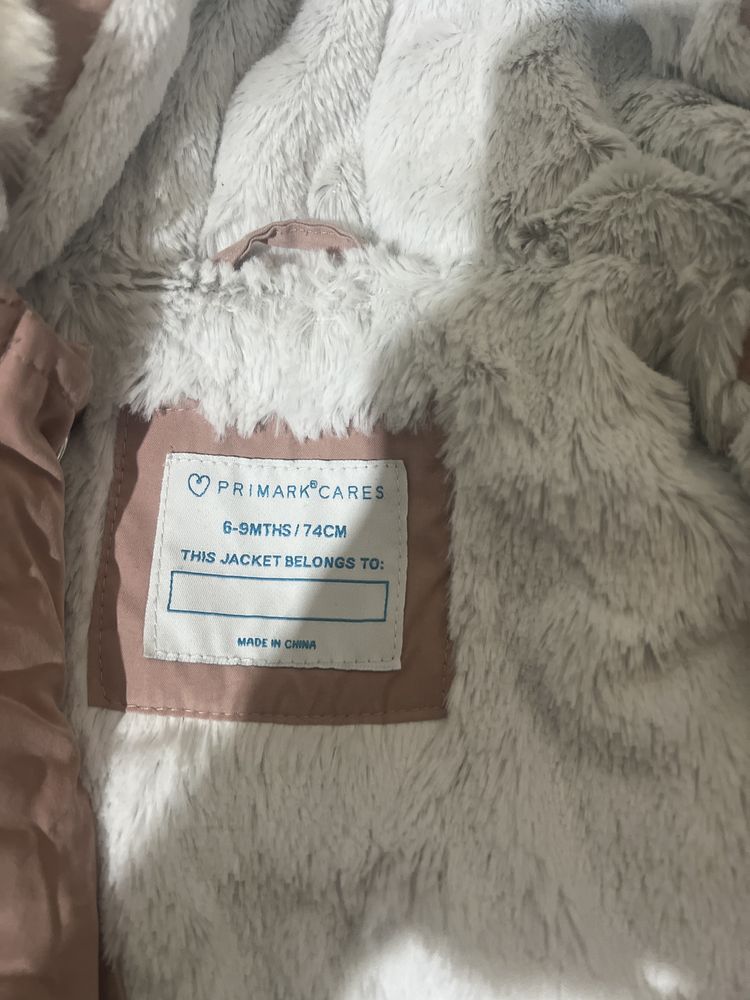 PRIMARK®CARES
6-9MTHS/74CM
THIS JACKET BELONGS TO:
MADE IN CHINA